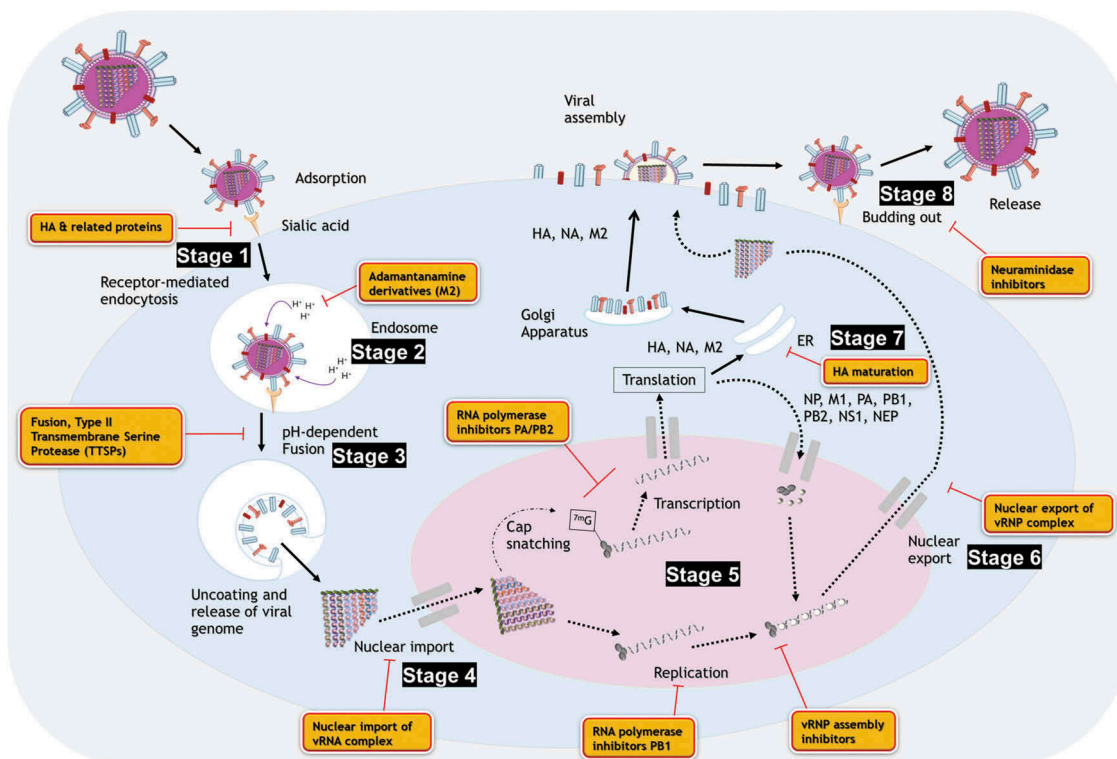 Viral
assembly
Adsorption
Stage 8
Budding out
Release
HA & related proteins
Sialic acid
Stage 1
Receptor-mediated
endocytosis
HA, NA, M2
Neuraminidase
inhibitors
Adamantanamine
derivatives (M2)
H+
H+
H+
Endosome
Stage 2
H+
H+
H+
Golgi
Apparatus
ER
Stage 7
HA, NA, M2
HA maturation
Translation
NP, M1, PA, PB1,
PB2, NS1, NEP
Fusion, Type II
Transmembrane Serine
Protease (TTSPs)
pH-dependent
Fusion
Stage 3
RNA polymerase
inhibitors PA/PB2
Transcription
7mG
Cap
snatching
Nuclear export of
vRNP complex
Nuclear
export
Stage 6
Stage 5
Uncoating and
release of viral
genome
Nuclear import
Stage 4
Replication
Nuclear import of
vRNA complex
RNA polymerase
inhibitors PB1
vRNP assembly
inhibitors